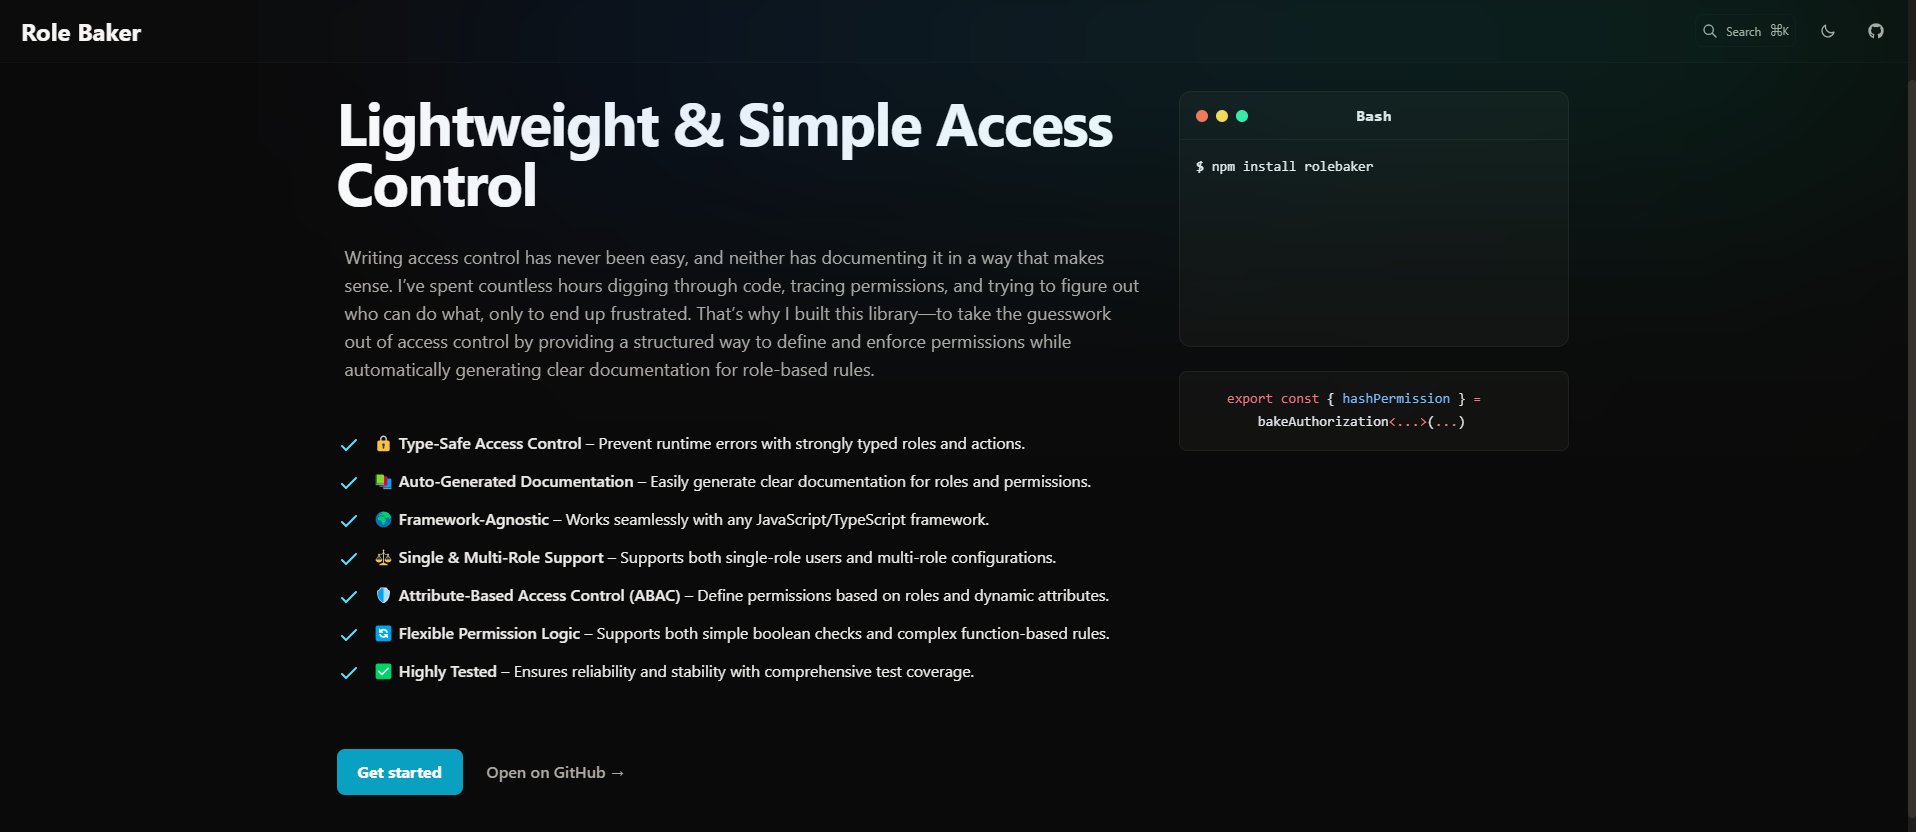 Role Baker
Search ⌘K
Lightweight & Simple Access
Control
Writing access control has never been easy, and neither has documenting it in a way that makes
sense. I’ve spent countless hours digging through code, tracing permissions, and trying to figure out
who can do what, only to end up frustrated. That’s why I built this library—to take the guesswork
out of access control by providing a structured way to define and enforce permissions while
automatically generating clear documentation for role-based rules.
🔒 Type-Safe Access Control – Prevent runtime errors with strongly typed roles and actions.
📚 Auto-Generated Documentation – Easily generate clear documentation for roles and permissions.
🌍 Framework-Agnostic – Works seamlessly with any JavaScript/TypeScript framework.
⚖️ Single & Multi-Role Support – Supports both single-role users and multi-role configurations.
🛡️ Attribute-Based Access Control (ABAC) – Define permissions based on roles and dynamic attributes.
🔄 Flexible Permission Logic – Supports both simple boolean checks and complex function-based rules.
✅ Highly Tested – Ensures reliability and stability with comprehensive test coverage.
Get started
Open on GitHub →
Bash
$ npm install rolebaker
export const { hashPermission } =
bakeAuthorization<...>(...)